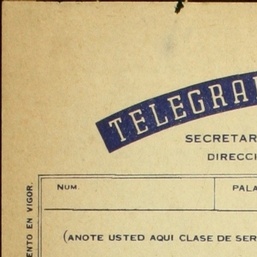 TELEGRA
SECRETAR
DIRECCI
NUM.
PALA
(ANOTE USTED AQUI CLASE DE SER
ENTO EN VIGOR.